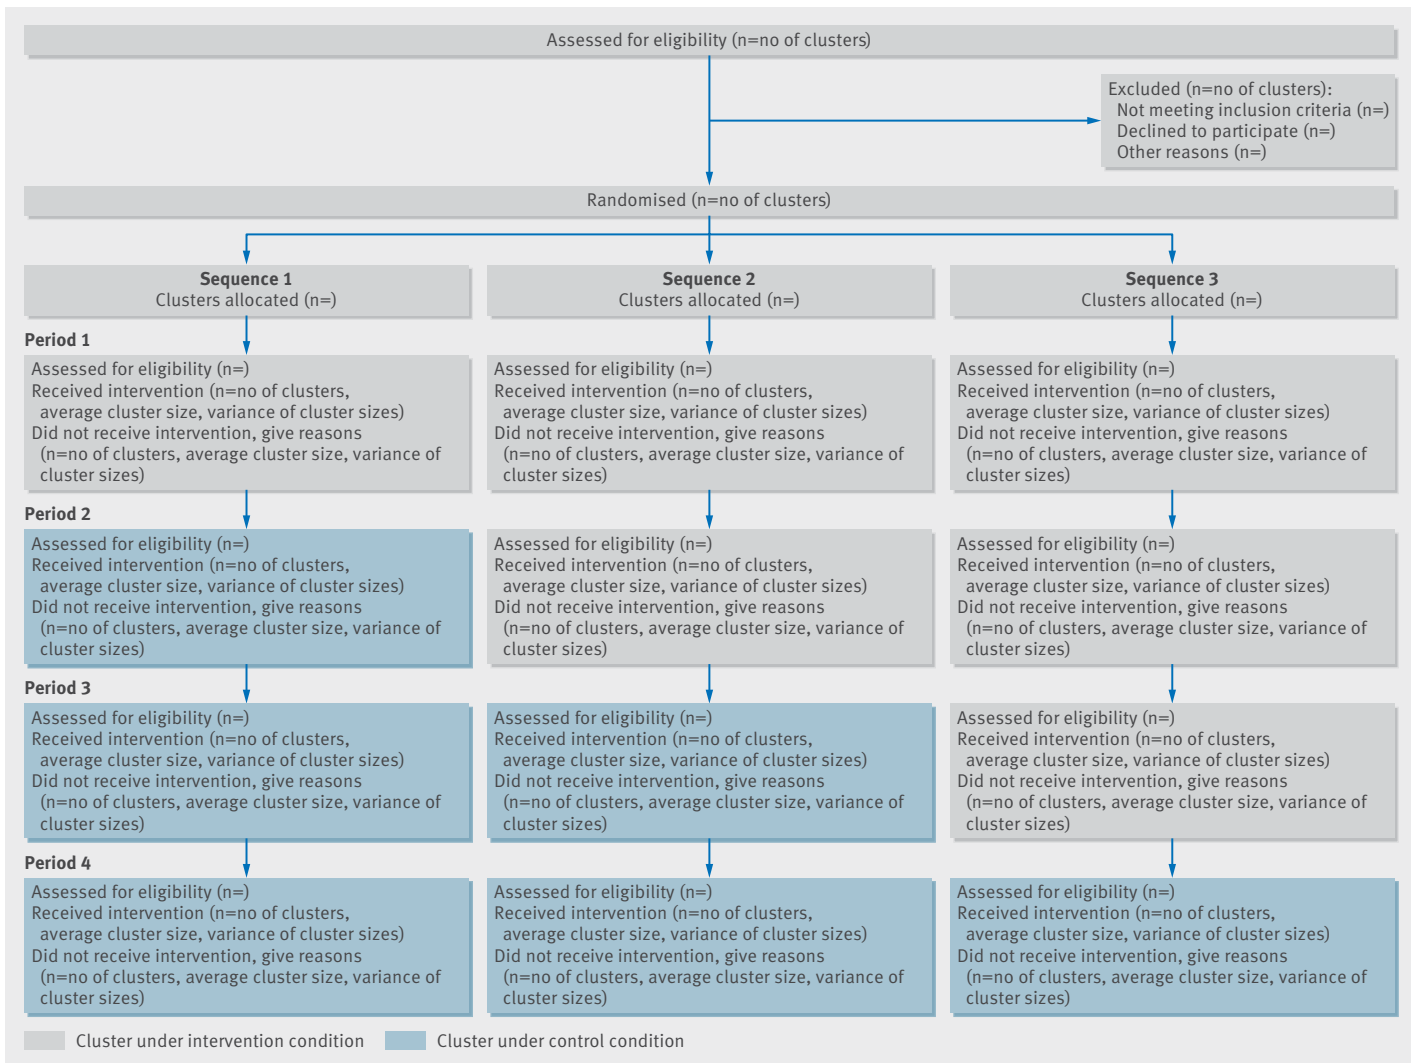 Assessed for eligibility (n=no of clusters)
Excluded (n=no of clusters):
Not meeting inclusion criteria (n=)
Declined to participate (n=)
Other reasons (n=)
Randomised (n=no of clusters)
Sequence 1
Clusters allocated (n=)
Sequence 2
Clusters allocated (n=)
Sequence 3
Clusters allocated (n=)
Period 1
Assessed for eligibility (n=)
Received intervention (n=no of clusters,
average cluster size, variance of cluster sizes)
Did not receive intervention, give reasons
(n=no of clusters, average cluster size, variance of
cluster sizes)
Assessed for eligibility (n=)
Received intervention (n=no of clusters,
average cluster size, variance of cluster sizes)
Did not receive intervention, give reasons
(n=no of clusters, average cluster size, variance of
cluster sizes)
Assessed for eligibility (n=)
Received intervention (n=no of clusters,
average cluster size, variance of cluster sizes)
Did not receive intervention, give reasons
(n=no of clusters, average cluster size, variance of
cluster sizes)
Period 2
Assessed for eligibility (n=)
Received intervention (n=no of clusters,
average cluster size, variance of cluster sizes)
Did not receive intervention, give reasons
(n=no of clusters, average cluster size, variance of
cluster sizes)
Assessed for eligibility (n=)
Received intervention (n=no of clusters,
average cluster size, variance of cluster sizes)
Did not receive intervention, give reasons
(n=no of clusters, average cluster size, variance of
cluster sizes)
Assessed for eligibility (n=)
Received intervention (n=no of clusters,
average cluster size, variance of cluster sizes)
Did not receive intervention, give reasons
(n=no of clusters, average cluster size, variance of
cluster sizes)
Period 3
Assessed for eligibility (n=)
Received intervention (n=no of clusters,
average cluster size, variance of cluster sizes)
Did not receive intervention, give reasons
(n=no of clusters, average cluster size, variance of
cluster sizes)
Assessed for eligibility (n=)
Received intervention (n=no of clusters,
average cluster size, variance of cluster sizes)
Did not receive intervention, give reasons
(n=no of clusters, average cluster size, variance of
cluster sizes)
Assessed for eligibility (n=)
Received intervention (n=no of clusters,
average cluster size, variance of cluster sizes)
Did not receive intervention, give reasons
(n=no of clusters, average cluster size, variance of
cluster sizes)
Period 4
Assessed for eligibility (n=)
Received intervention (n=no of clusters,
average cluster size, variance of cluster sizes)
Did not receive intervention, give reasons
(n=no of clusters, average cluster size, variance of
cluster sizes)
Assessed for eligibility (n=)
Received intervention (n=no of clusters,
average cluster size, variance of cluster sizes)
Did not receive intervention, give reasons
(n=no of clusters, average cluster size, variance of
cluster sizes)
Assessed for eligibility (n=)
Received intervention (n=no of clusters,
average cluster size, variance of cluster sizes)
Did not receive intervention, give reasons
(n=no of clusters, average cluster size, variance of
cluster sizes)
Cluster under intervention condition
Cluster under control condition